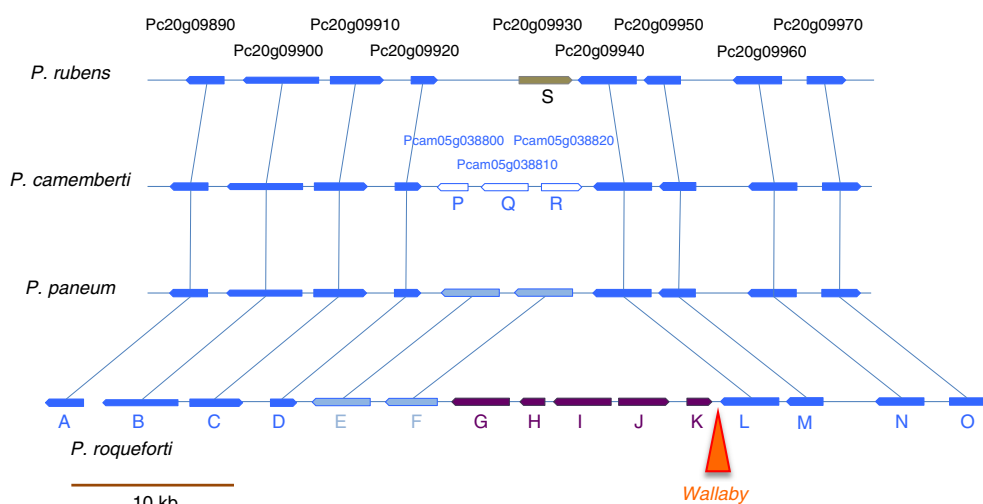 Pc20g09890 Pc20g09910 Pc20g09930 Pc20g09950 Pc20g09970
Pc20g09900 Pc20g09920 Pc20g09940 Pc20g09960
P. rubens
S
Pcam05g038800 Pcam05g038820
Pcam05g038810
P. camemberti
P Q R
P. paneum
A B C D E F G H I J K L M N O
P. roqueforti
10 kb
Wallaby